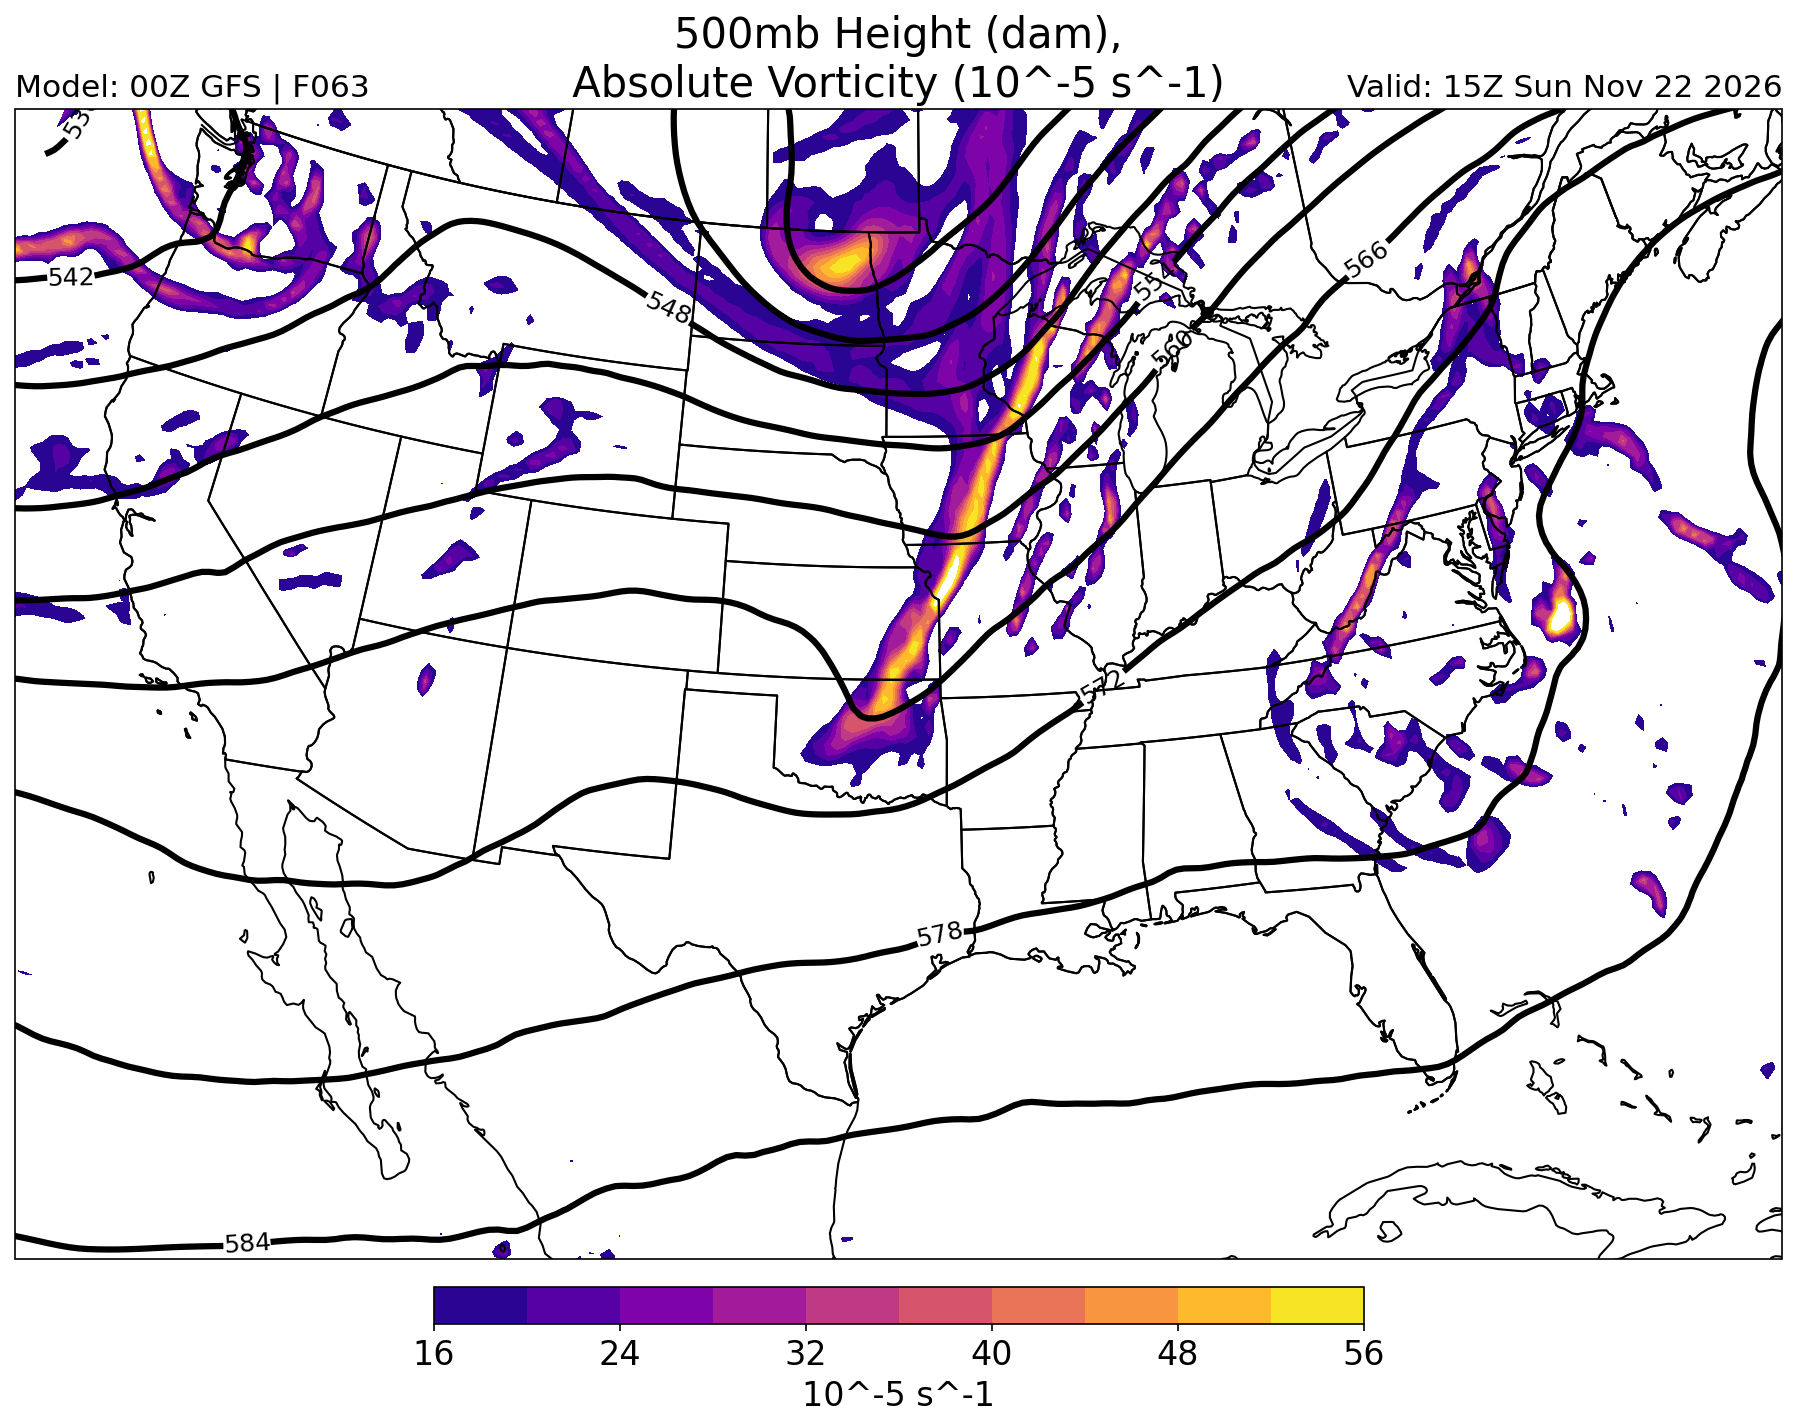 500mb Height (dam),
Absolute Vorticity (10^-5 s^-1)
Model: 00Z GFS | F063
Valid: 15Z Sun Nov 22 2026
542
548
554
560
566
572
578
584
16 24 32 40 48 56
10^-5 s^-1